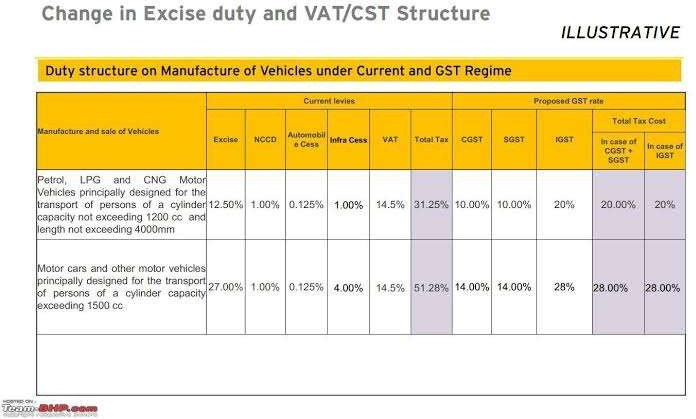 Change in Excise duty and VAT/CST Structure
ILLUSTRATIVE
Duty structure on Manufacture of Vehicles under Current and GST Regime
Current levies
Proposed GST rate
Manufacture and sale of Vehicles
Excise
NCCD
Automobil
e Cess
Infra Cess
VAT
Total Tax
CGST
SGST
IGST
Total Tax Cost
In case of
CGST +
SGST
In case of
IGST
Petrol, LPG and CNG Motor
Vehicles principally designed for the
transport of persons of a cylinder
capacity not exceeding 1200 cc and
length not exceeding 4000mm
12.50% 1.00% 0.125% 1.00% 14.5% 31.25% 10.00% 10.00% 20% 20.00% 20%
Motor cars and other motor vehicles
principally designed for the transport
of persons of a cylinder capacity
exceeding 1500 cc
27.00% 1.00% 0.125% 4.00% 14.5% 51.28% 14.00% 14.00% 28% 28.00% 28.00%
HOSTED ON :
Team-BHP.com